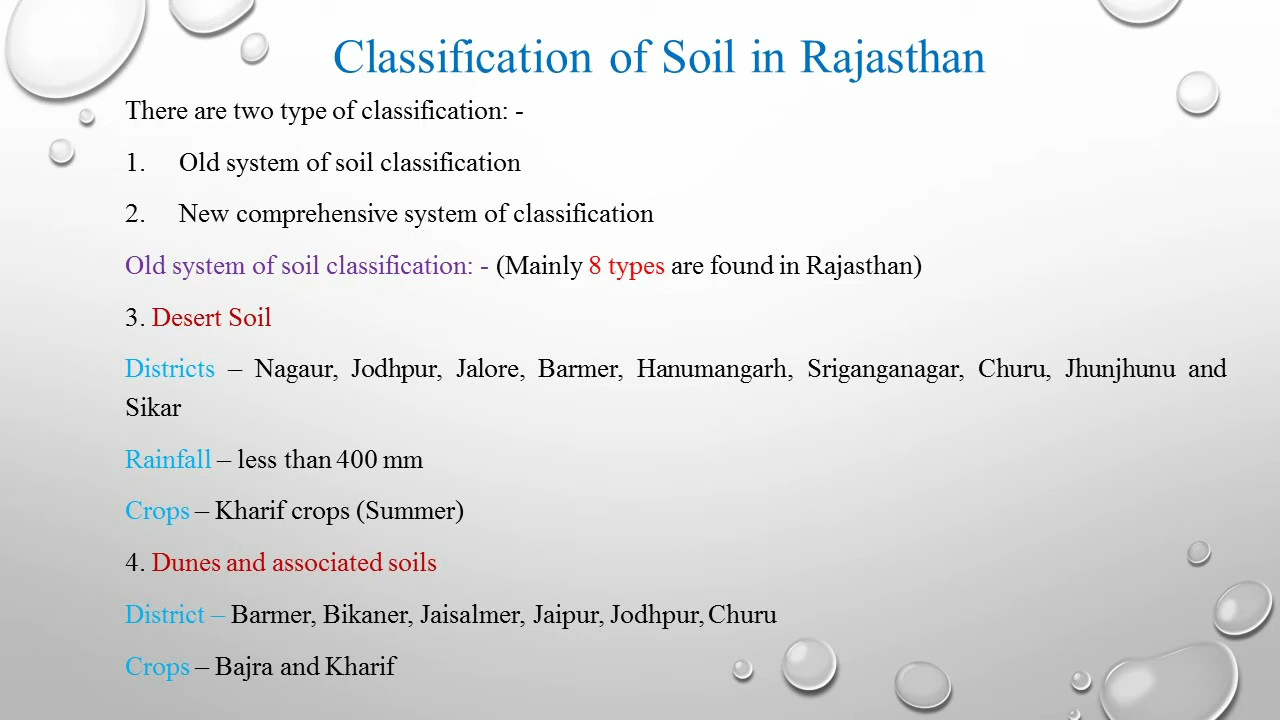 Classification of Soil in Rajasthan
There are two type of classification: -
1. Old system of soil classification
2. New comprehensive system of classification
Old system of soil classification: - (Mainly 8 types are found in Rajasthan)
3. Desert Soil
Districts – Nagaur, Jodhpur, Jalore, Barmer, Hanumangarh, Sriganganagar, Churu, Jhunjhunu and
Sikar
Rainfall – less than 400 mm
Crops – Kharif crops (Summer)
4. Dunes and associated soils
District – Barmer, Bikaner, Jaisalmer, Jaipur, Jodhpur, Churu
Crops – Bajra and Kharif